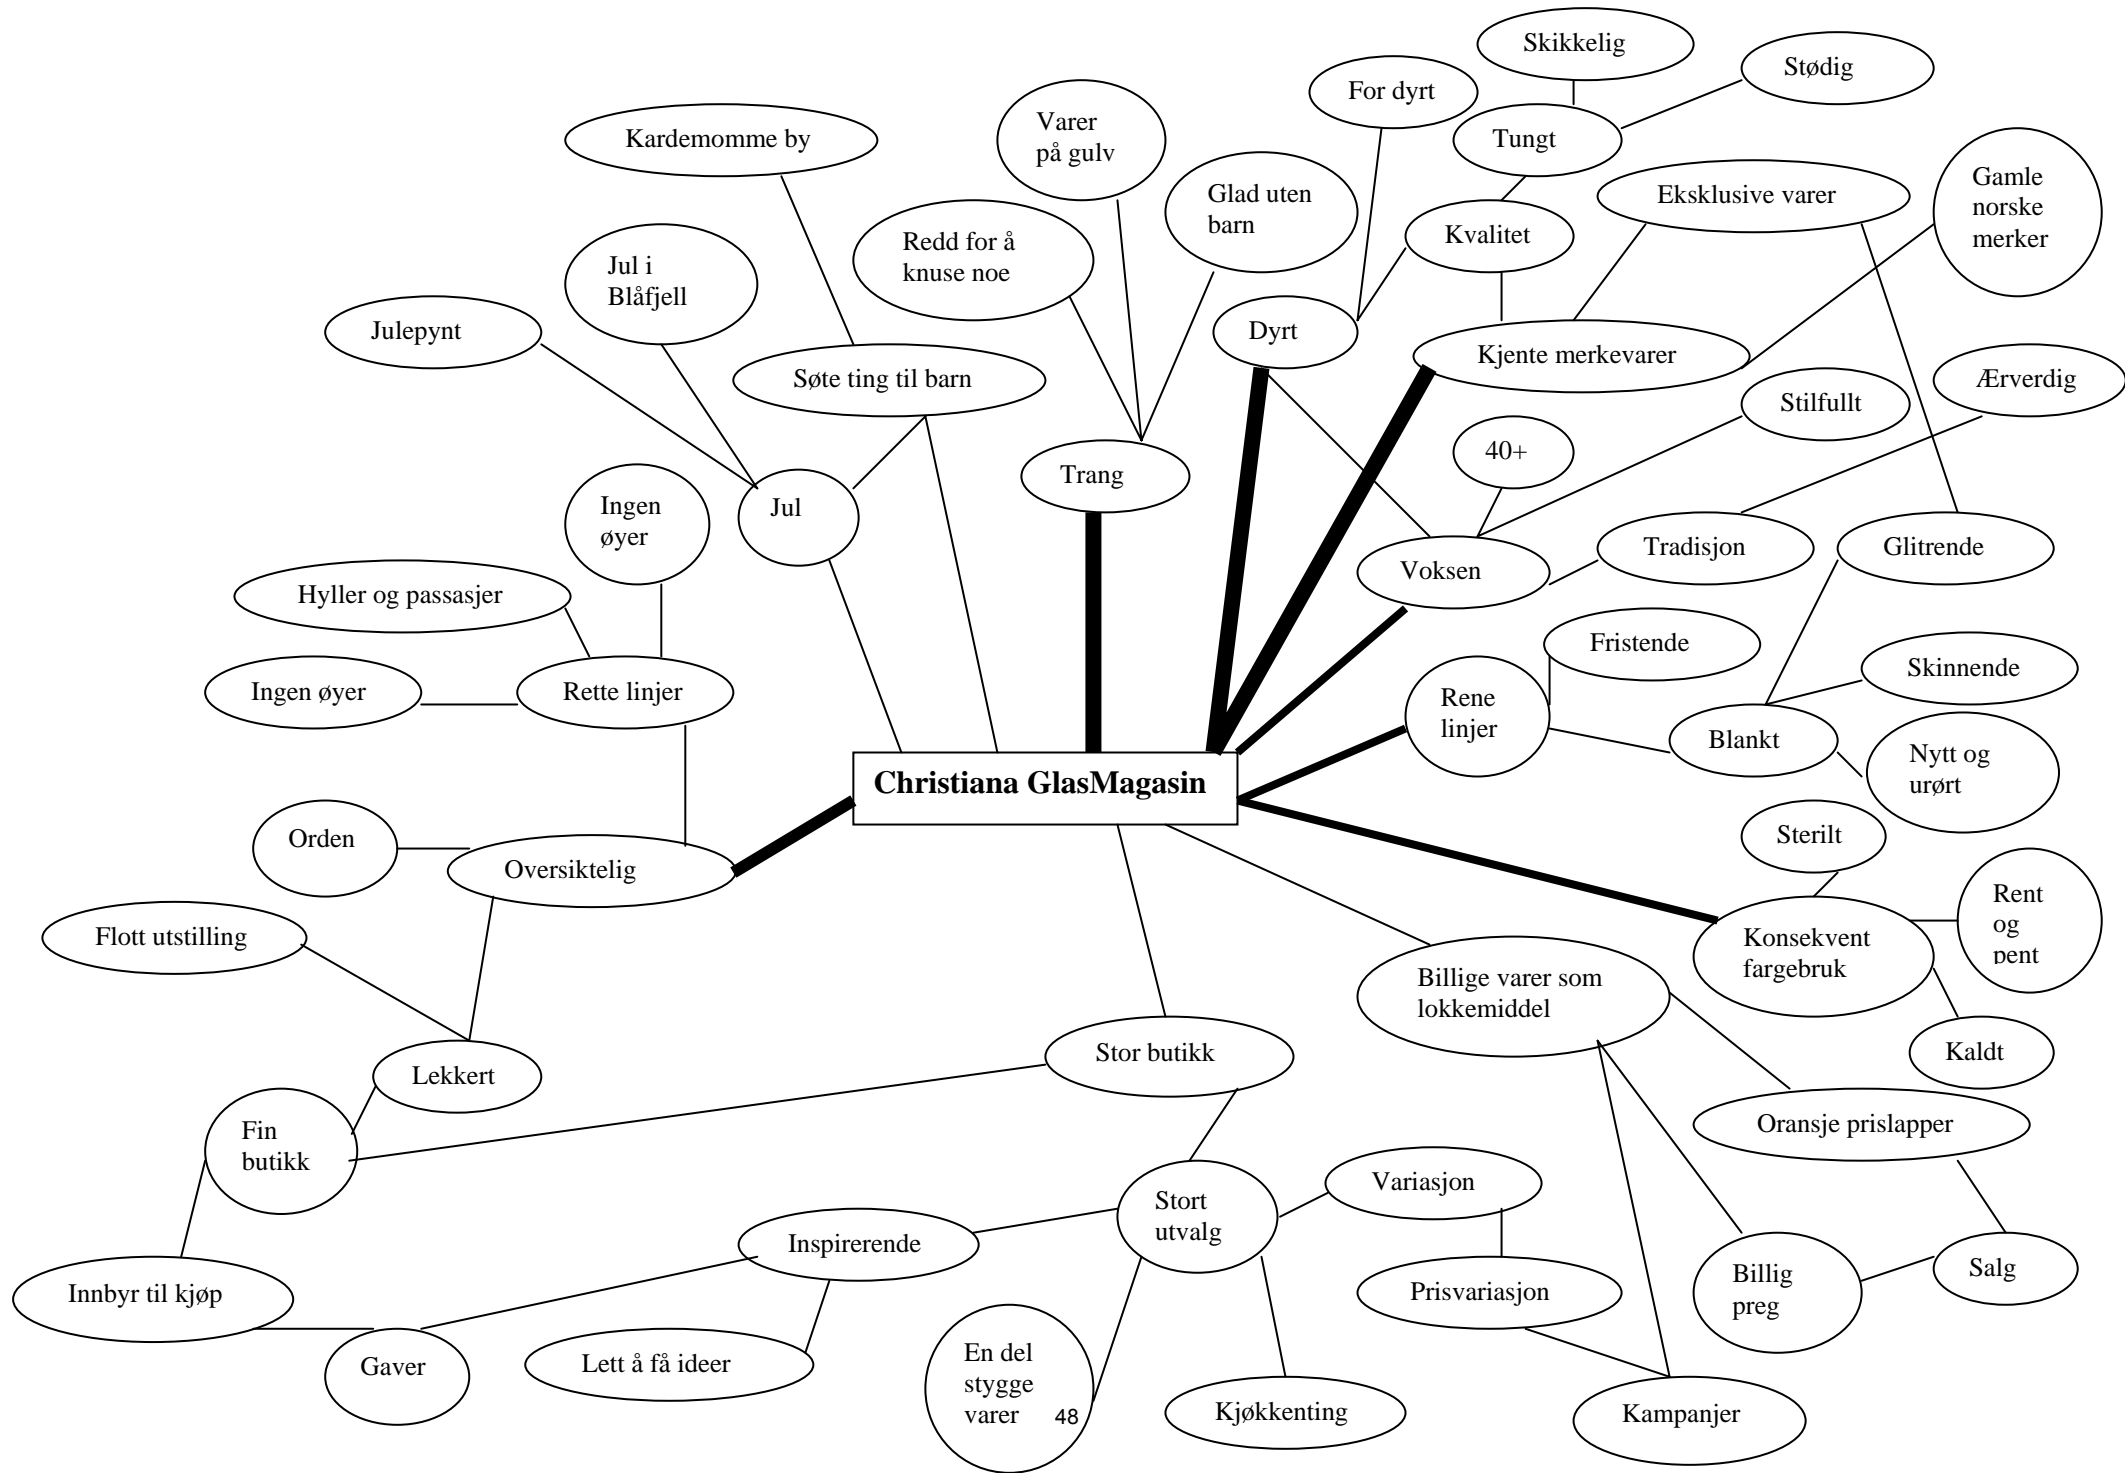 Skikkelig
Stødig
For dyrt
Tungt
Kardemomme by
Varer
på gulv
Glad uten
barn
Eksklusive varer
Gamle
norske
merker
Redd for å
knuse noe
Kvalitet
Jul i
Blåfjell
Julepynt
Dyrt
Kjente merkevarer
Søte ting til barn
Ærverdig
Stilfullt
40+
Trang
Jul
Ingen
øyer
Tradisjon
Glitrende
Voksen
Hyller og passasjer
Fristende
Skinnende
Ingen øyer
Rette linjer
Rene
linjer
Blankt
Nytt og
urørt
Christiana GlasMagasin
Sterilt
Orden
Oversiktelig
Rent
og
pent
Flott utstilling
Konsekvent
fargebruk
Billige varer som
lokkemiddel
Stor butikk
Kaldt
Lekkert
Oransje prislapper
Fin
butikk
Variasjon
Stort
utvalg
Inspirerende
Salg
Billig
preg
Innbyr til kjøp
Prisvariasjon
Gaver
Lett å få ideer
En del
stygge
varer
48
Kjøkkenting
Kampanjer